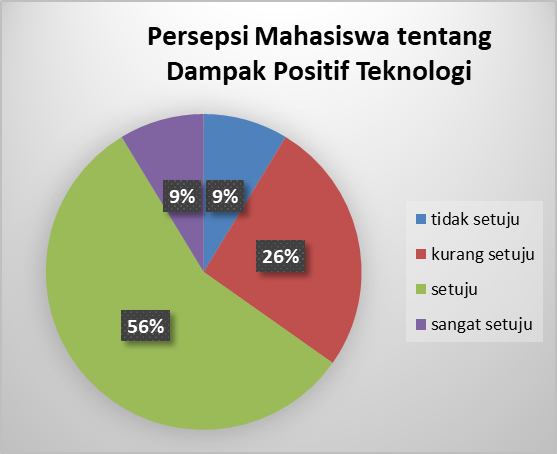 Persepsi Mahasiswa tentang
Dampak Positif Teknologi
9%
9%
26%
56%
tidak setuju
kurang setuju
setuju
sangat setuju